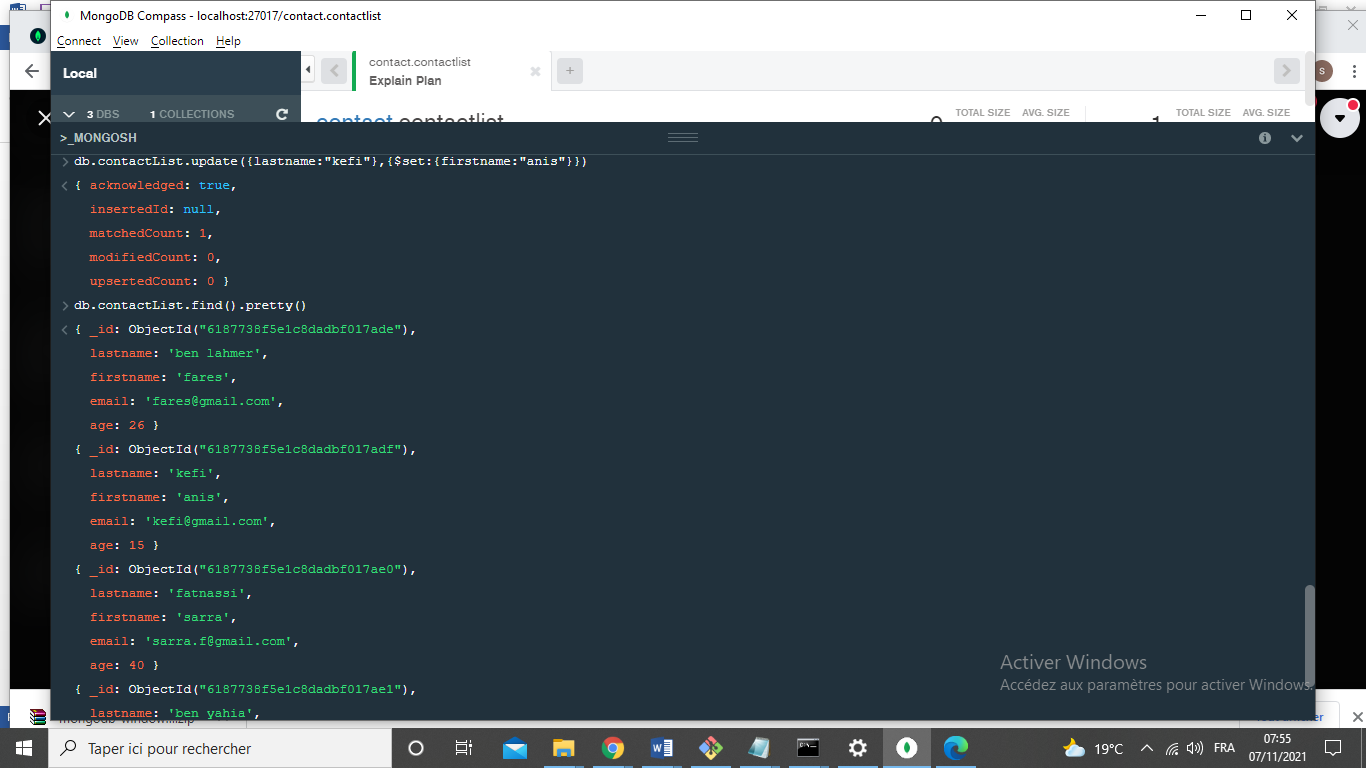 MongoDB Compass - localhost:27017/contact.contactlist
Connect View Collection Help
Local
contact.contactlist
Explain Plan
3 DBS 1 COLLECTIONS
contact.contactlist
TOTAL SIZE AVG. SIZE
TOTAL SIZE AVG. SIZE
S
>_MONGOSH
> db.contactList.update({lastname:"kefi"},{$set:{firstname:"anis"}})
< { acknowledged: true,
insertedId: null,
matchedCount: 1,
modifiedCount: 0,
upsertedCount: 0 }
> db.contactList.find().pretty()
< { _id: ObjectId("6187738f5e1c8dadbf017ade"),
lastname: 'ben lahmer',
firstname: 'fares',
email: 'fares@gmail.com',
age: 26 }
{ _id: ObjectId("6187738f5e1c8dadbf017adf"),
lastname: 'kefi',
firstname: 'anis',
email: 'kefi@gmail.com',
age: 15 }
{ _id: ObjectId("6187738f5e1c8dadbf017ae0"),
lastname: 'fatnassi',
firstname: 'sarra',
email: 'sarra.f@gmail.com',
age: 40 }
{ _id: ObjectId("6187738f5e1c8dadbf017ae1"),
lastname: 'ben yahia',
Activer Windows
Accédez aux paramètres pour activer Windows.
Taper ici pour rechercher
19°C
FRA
07:55
07/11/2021